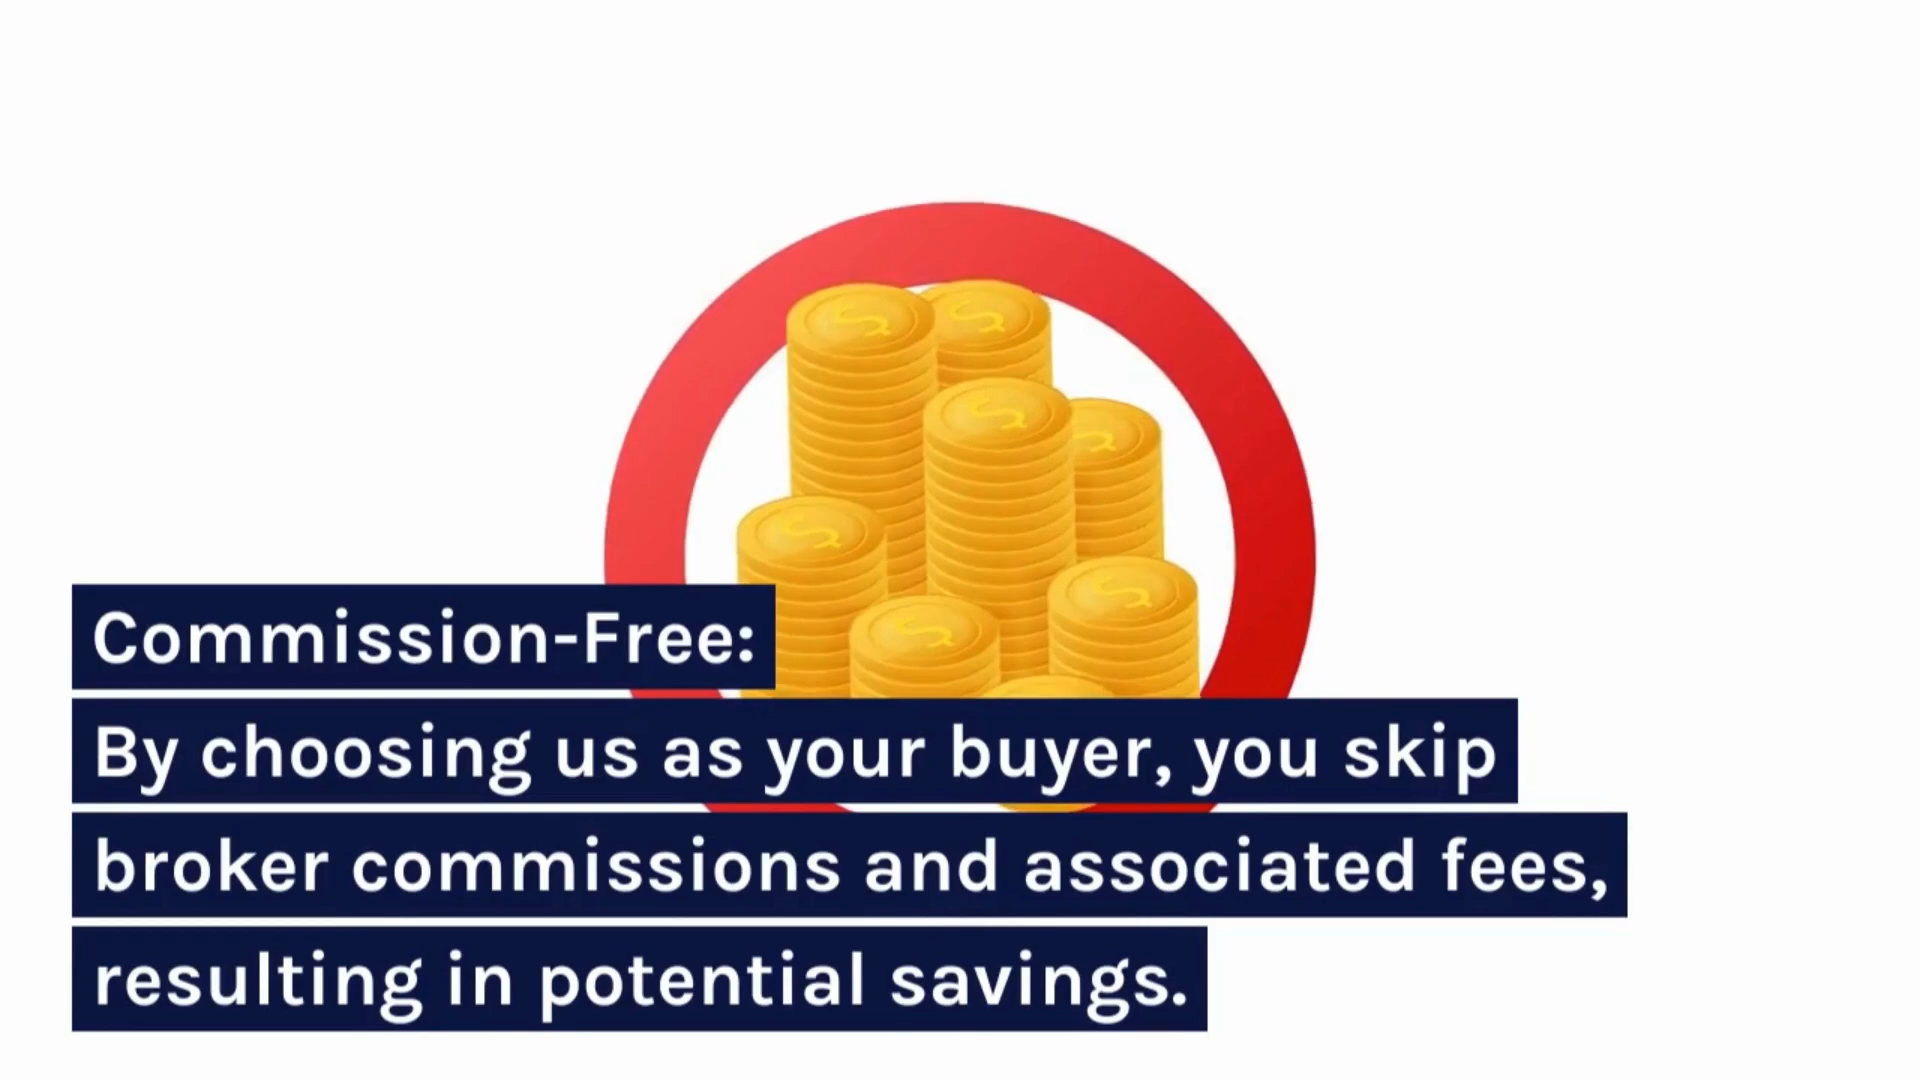 Commission-Free:
By choosing us as your buyer, you skip
broker commissions and associated fees,
resulting in potential savings.